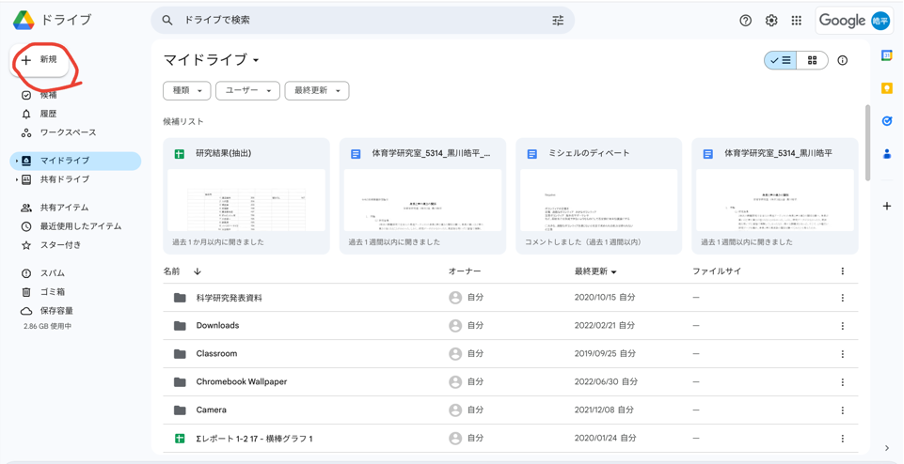 ドライブ
ドライブで検索
Google
皓平
新規
候補
履歴
ワークスペース
マイドライブ
共有ドライブ
共有アイテム
最近使用したアイテム
スター付き
スパム
ゴミ箱
保存容量
2.86 GB 使用中
マイドライブ
種類 ユーザー 最終更新
候補リスト
研究結果(抽出)
過去 1 か月以内に開きました
体育学研究室_5314_黒川皓平_...
過去 1 週間以内に開きました
ミシェルのディベート
コメントしました（過去 1 週間以内）
体育学研究室_5314_黒川皓平
過去 1 週間以内に開きました
名前 オーナー 最終更新 ファイルサイ
科学研究発表資料 自分 2020/10/15 自分 –
Downloads 自分 2022/02/21 自分 –
Classroom 自分 2019/09/25 自分 –
Chromebook Wallpaper 自分 2022/06/30 自分 –
Camera 自分 2021/12/08 自分 –
Σレポート 1-2 17 - 横棒グラフ 1 自分 2020/01/24 自分 –